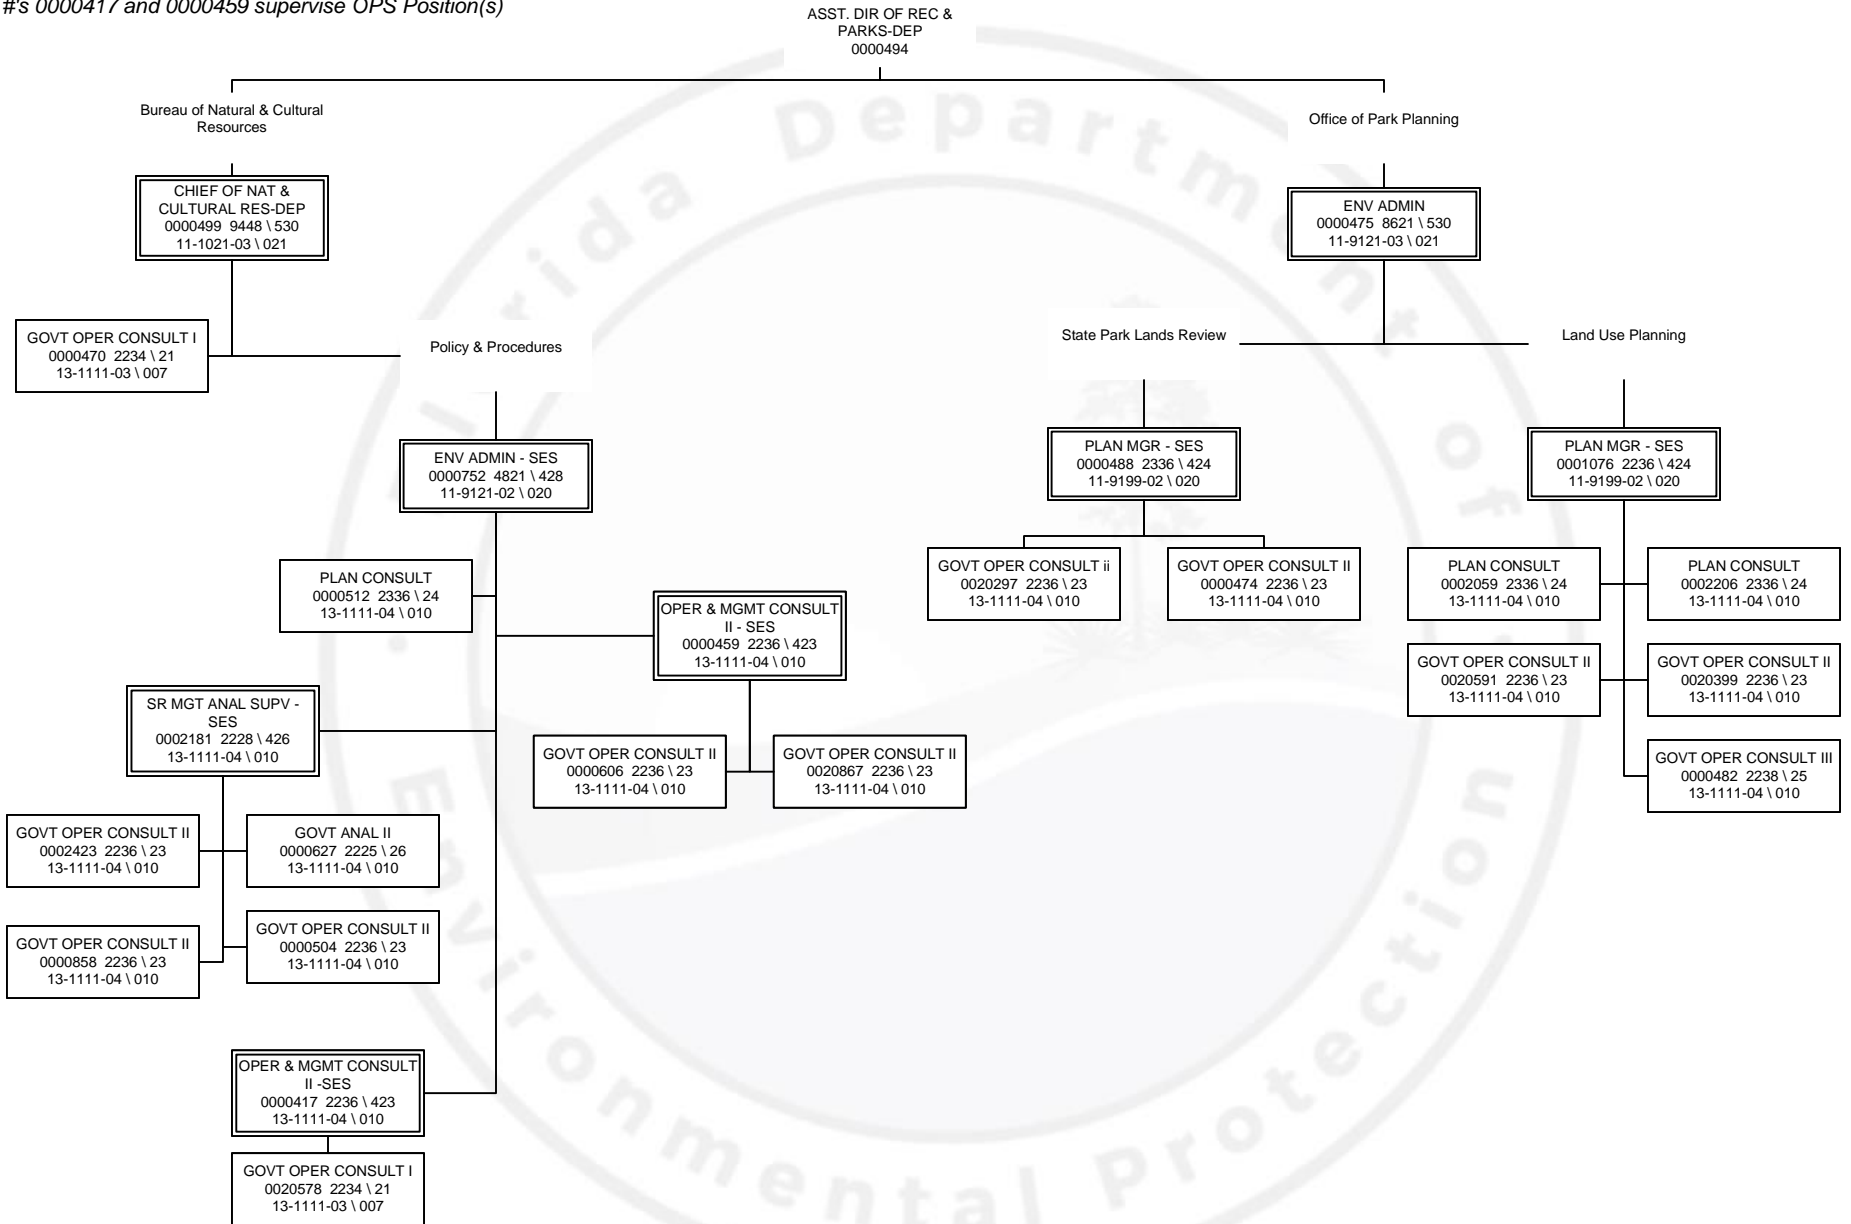 #'s 0000417 and 0000459 supervise OPS Position(s)
ASST. DIR OF REC &
PARKS-DEP
0000494
Bureau of Natural & Cultural
Resources
Office of Park Planning
CHIEF OF NAT &
CULTURAL RES-DEP
0000499 9448 \ 530
11-1021-03 \ 021
ENV ADMIN
0000475 8621 \ 530
11-9121-03 \ 021
GOVT OPER CONSULT I
0000470 2234 \ 21
13-1111-03 \ 007
Policy & Procedures
State Park Lands Review
Land Use Planning
ENV ADMIN - SES
0000752 4821 \ 428
11-9121-02 \ 020
PLAN MGR - SES
0000488 2336 \ 424
11-9199-02 \ 020
PLAN MGR - SES
0001076 2236 \ 424
11-9199-02 \ 020
PLAN CONSULT
0000512 2336 \ 24
13-1111-04 \ 010
OPER & MGMT CONSULT
II - SES
0000459 2236 \ 423
13-1111-04 \ 010
GOVT OPER CONSULT ii
0020297 2236 \ 23
13-1111-04 \ 010
GOVT OPER CONSULT II
0000474 2236 \ 23
13-1111-04 \ 010
PLAN CONSULT
0002059 2336 \ 24
13-1111-04 \ 010
PLAN CONSULT
0002206 2336 \ 24
13-1111-04 \ 010
GOVT OPER CONSULT II
0020591 2236 \ 23
13-1111-04 \ 010
GOVT OPER CONSULT II
0020399 2236 \ 23
13-1111-04 \ 010
GOVT OPER CONSULT III
0000482 2238 \ 25
13-1111-04 \ 010
SR MGT ANAL SUPV -
SES
0002181 2228 \ 426
13-1111-04 \ 010
GOVT OPER CONSULT II
0000606 2236 \ 23
13-1111-04 \ 010
GOVT OPER CONSULT II
0020867 2236 \ 23
13-1111-04 \ 010
GOVT OPER CONSULT II
0002423 2236 \ 23
13-1111-04 \ 010
GOVT ANAL II
0000627 2225 \ 26
13-1111-04 \ 010
GOVT OPER CONSULT II
0000858 2236 \ 23
13-1111-04 \ 010
GOVT OPER CONSULT II
0000504 2236 \ 23
13-1111-04 \ 010
OPER & MGMT CONSULT
II -SES
0000417 2236 \ 423
13-1111-04 \ 010
GOVT OPER CONSULT I
0020578 2234 \ 21
13-1111-03 \ 007
Department of
Environmental Protection